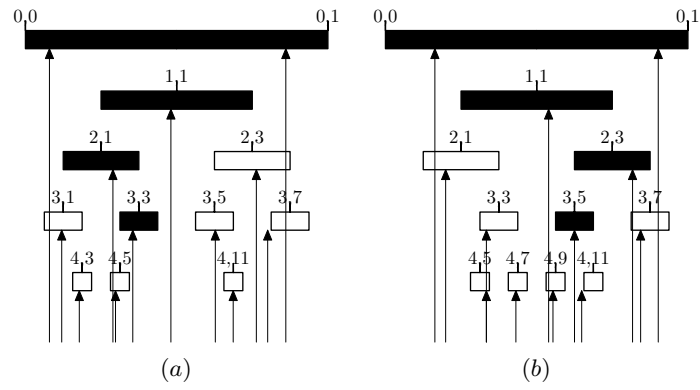 0,0 0,1 0,0 0,1
1,1 1,1
2,1 2,3 2,1 2,3
3,1 3,3 3,5 3,7 3,3 3,5 3,7
4,3 4,5 4,11 4,5 4,7 4,9 4,11
(a) (b)